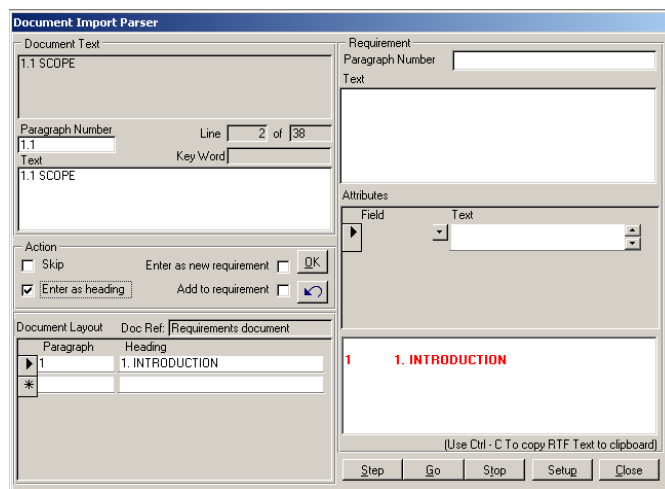 Document Import Parser
Document Text
1.1 SCOPE
Paragraph Number
1.1
Line 2 of 38
Key Word
Text
1.1 SCOPE
Action
Skip
Enter as new requirement
OK
Enter as heading
Add to requirement
Document Layout
Doc Ref: Requirements document
Paragraph Heading
1 1. INTRODUCTION
Requirement
Paragraph Number
Text
Attributes
Field Text
1 1. INTRODUCTION
(Use Ctrl - C To copy RTF Text to clipboard)
Step Go Stop Setup Close